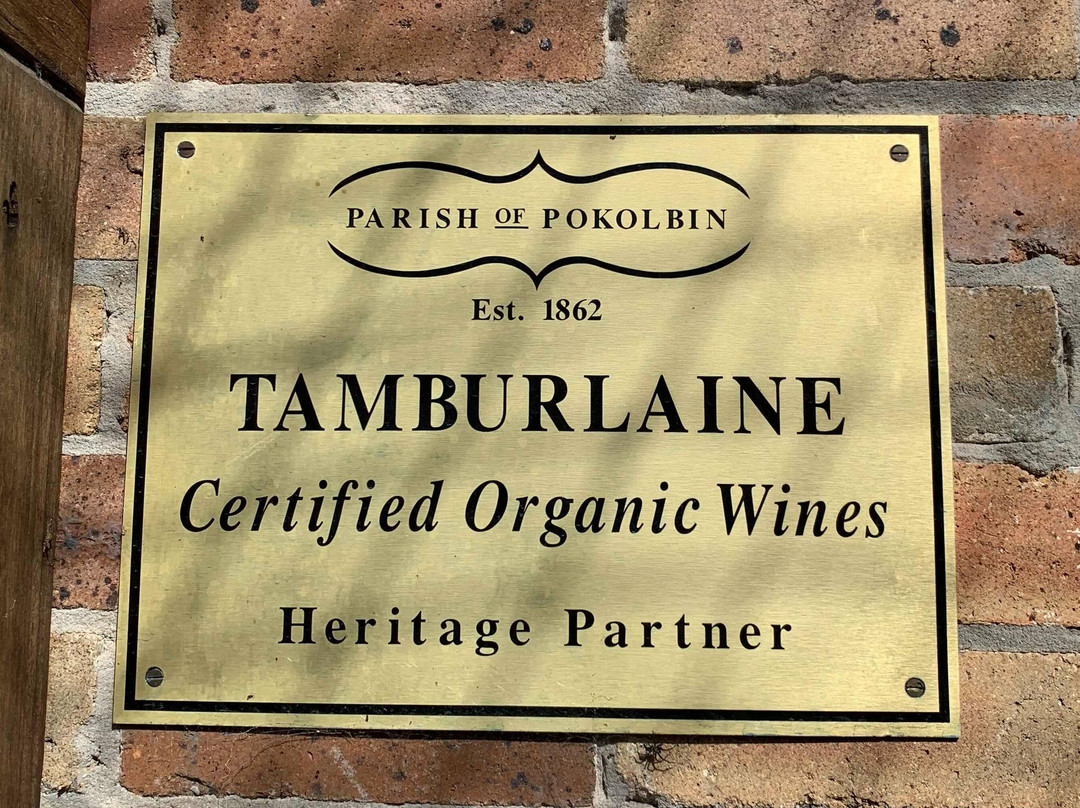 PARISH OF POKOLBIN
Est. 1862
TAMBURLAINE
Certified Organic Wines
Heritage Partner